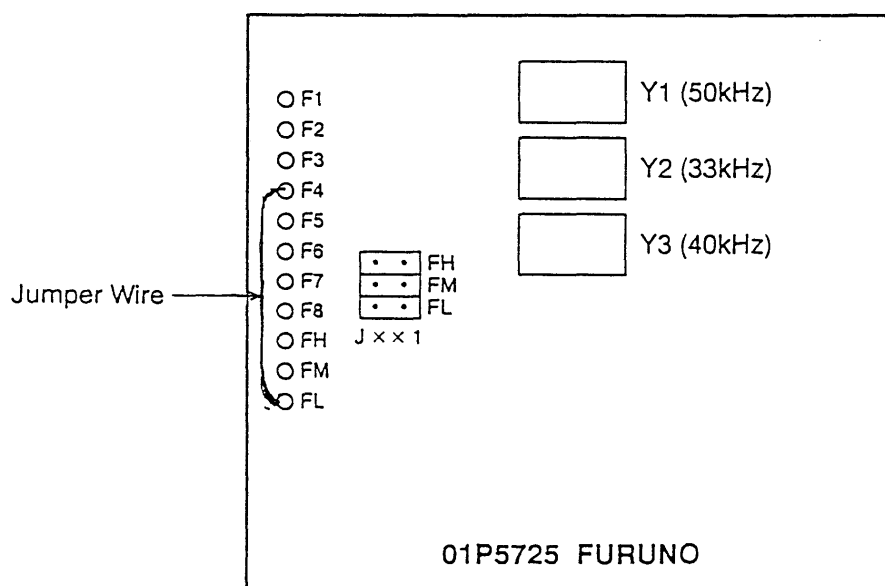 F1
F2
F3
F4
F5
F6
F7
F8
FH
FM
FL
Jumper Wire
FH
FM
FL
J × × 1
Y1 (50kHz)
Y2 (33kHz)
Y3 (40kHz)
01P5725 FURUNO